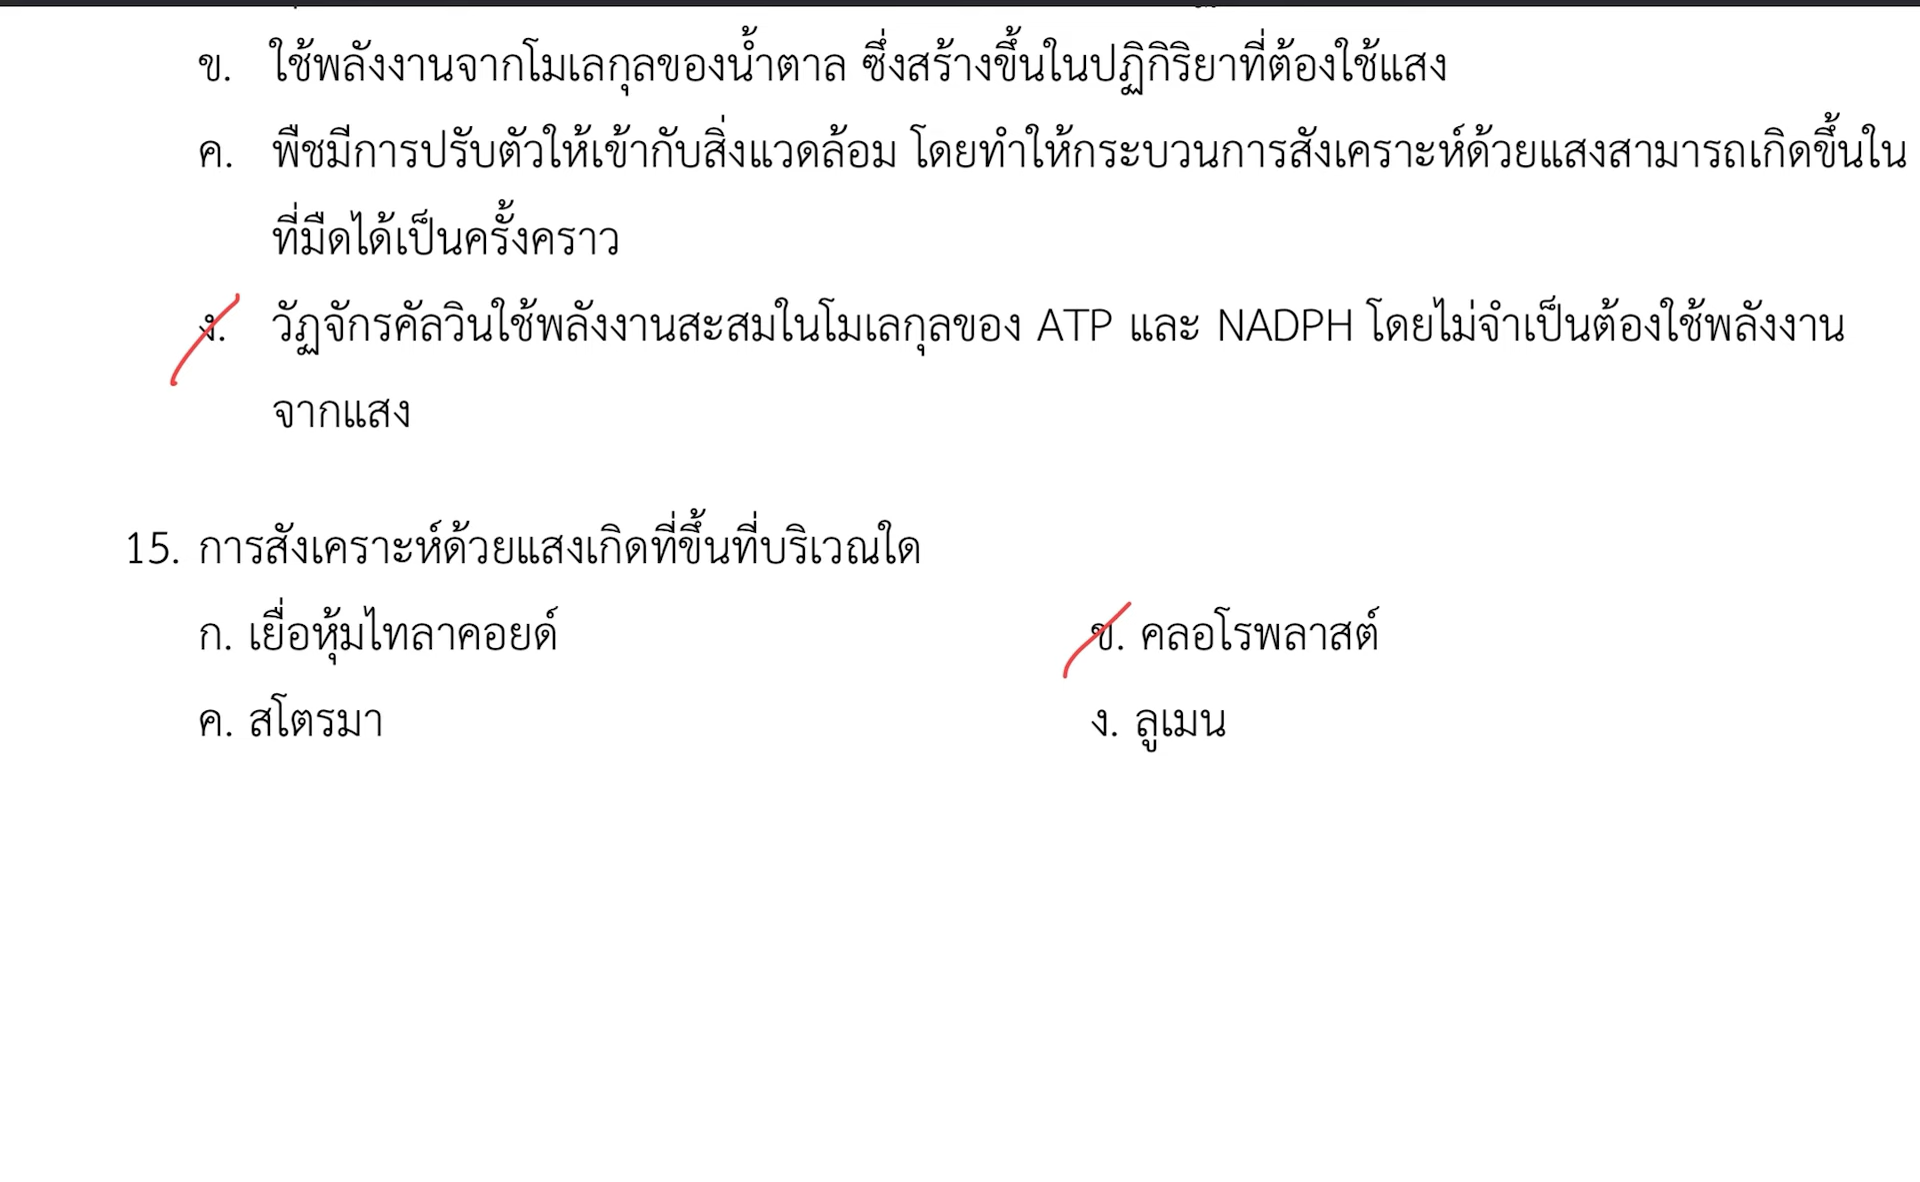 ข. ใช้พลังงานจากโมเลกุลของน้ำตาล ซึ่งสร้างขึ้นในปฏิกิริยาที่ต้องใช้แสง
ค. พืชมีการปรับตัวให้เข้ากับสิ่งแวดล้อม โดยทำให้กระบวนการสังเคราะห์ด้วยแสงสามารถเกิดขึ้นใน
ที่มืดได้เป็นครั้งคราว
ง. วัฏจักรคัลวินใช้พลังงานสะสมในโมเลกุลของ ATP และ NADPH โดยไม่จำเป็นต้องใช้พลังงาน
จากแสง
15. การสังเคราะห์ด้วยแสงเกิดที่ขึ้นที่บริเวณใด
ก. เยื่อหุ้มไทลาคอยด์ ข. คลอโรพลาสต์
ค. สโตรมา ง. ลูเมน